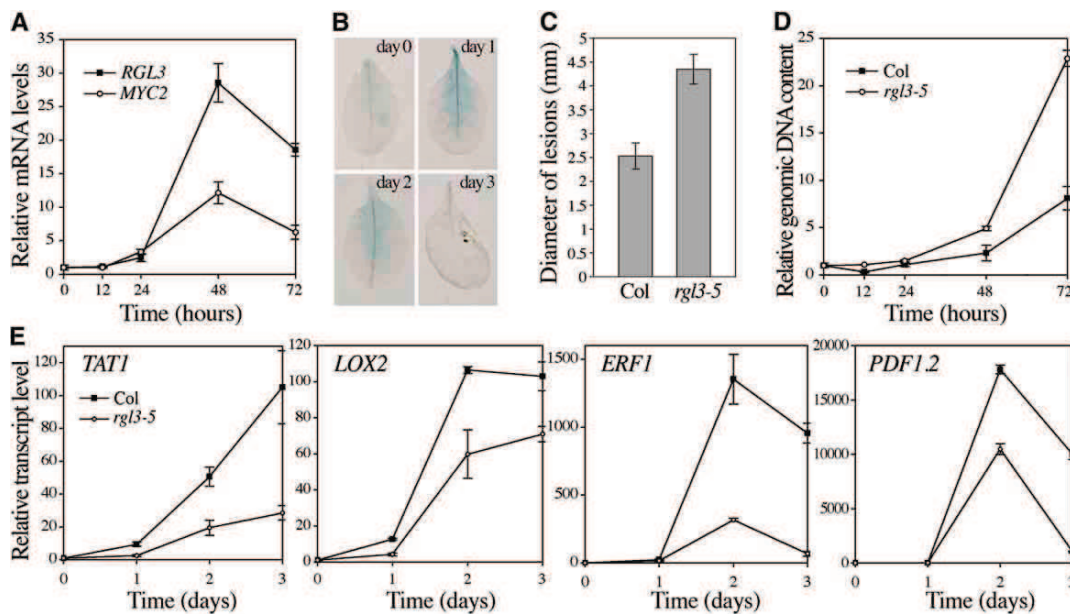 A
Relative mRNA levels
35
30
25
20
15
10
5
0
RGL3
MYC2
0 12 24 48 72
Time (hours)
B
day 0
day 1
day 2
day 3
C
Diameter of lesions (mm)
5
4.5
4
3.5
3
2.5
2
1.5
1
0.5
0
Col rgl3-5
D
Relative genomic DNA content
25
20
15
10
5
0
Col
rgl3-5
0 12 24 48 72
Time (hours)
E
Relative transcript level
TAT1
120
100
80
60
40
20
0
Col
rgl3-5
0 1 2 3
Time (days)
LOX2
120
100
80
60
40
20
0
0 1 2 3
Time (days)
ERF1
1500
1000
500
0
0 1 2 3
Time (days)
PDF1.2
20000
15000
10000
5000
0
0 1 2 3
Time (days)